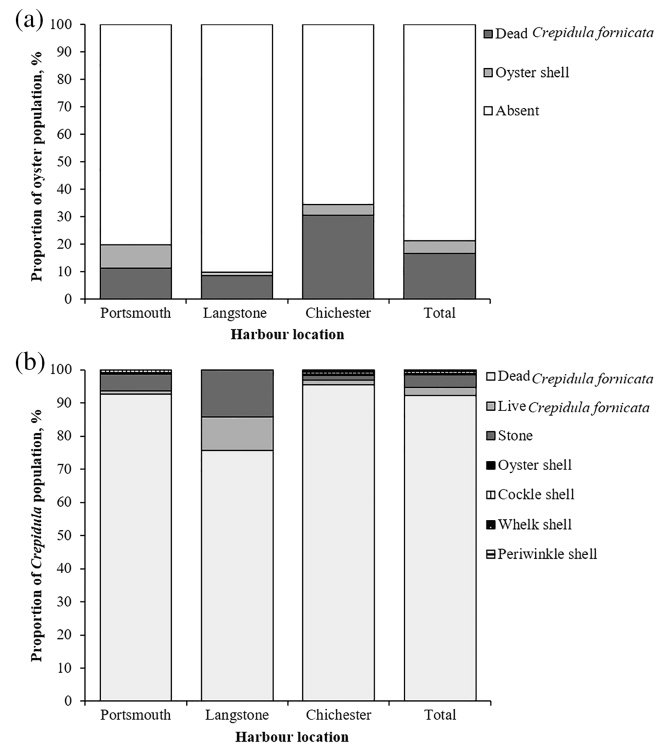 (a)
100
90
80
70
60
50
40
30
20
10
0
Proportion of oyster population, %
Portsmouth Langstone Chichester Total
Harbour location
Dead Crepidula fornicata
Oyster shell
Absent
(b)
100
90
80
70
60
50
40
30
20
10
0
Proportion of Crepidula population, %
Portsmouth Langstone Chichester Total
Harbour location
Dead Crepidula fornicata
Live Crepidula fornicata
Stone
Oyster shell
Cockle shell
Whelk shell
Periwinkle shell